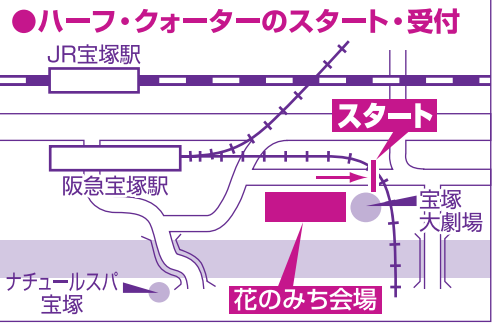 ●ハーフ・クォーターのスタート・受付
JR宝塚駅
スタート
阪急宝塚駅
宝塚
大劇場
ナチュールスパ
宝塚
花のみち会場